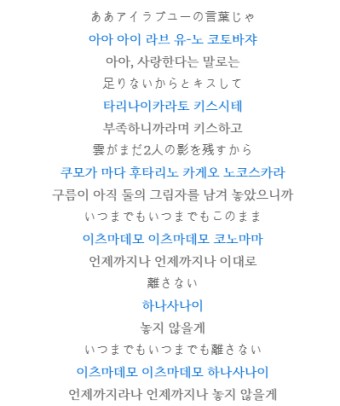 ああアイラブユーの言葉じゃ
아아 아이 라브 유-노 코토바쟈
아아, 사랑한다는 말로는
足りないからとキスして
타리나이카라토 키스시테
부족하니까라며 키스하고
雲がまだ2人の影を残すから
쿠모가 마다 후타리노 카게오 노코스카라
구름이 아직 둘의 그림자를 남겨 놓았으니까
いつまでもいつまでもこのまま
이츠마데모 이츠마데모 코노마마
언제까지나 언제까지나 이대로
離さない
하나사나이
놓지 않을게
いつまでもいつまでも離さない
이츠마데모 이츠마데모 하나사나이
언제까지라나 언제까지나 놓지 않을게